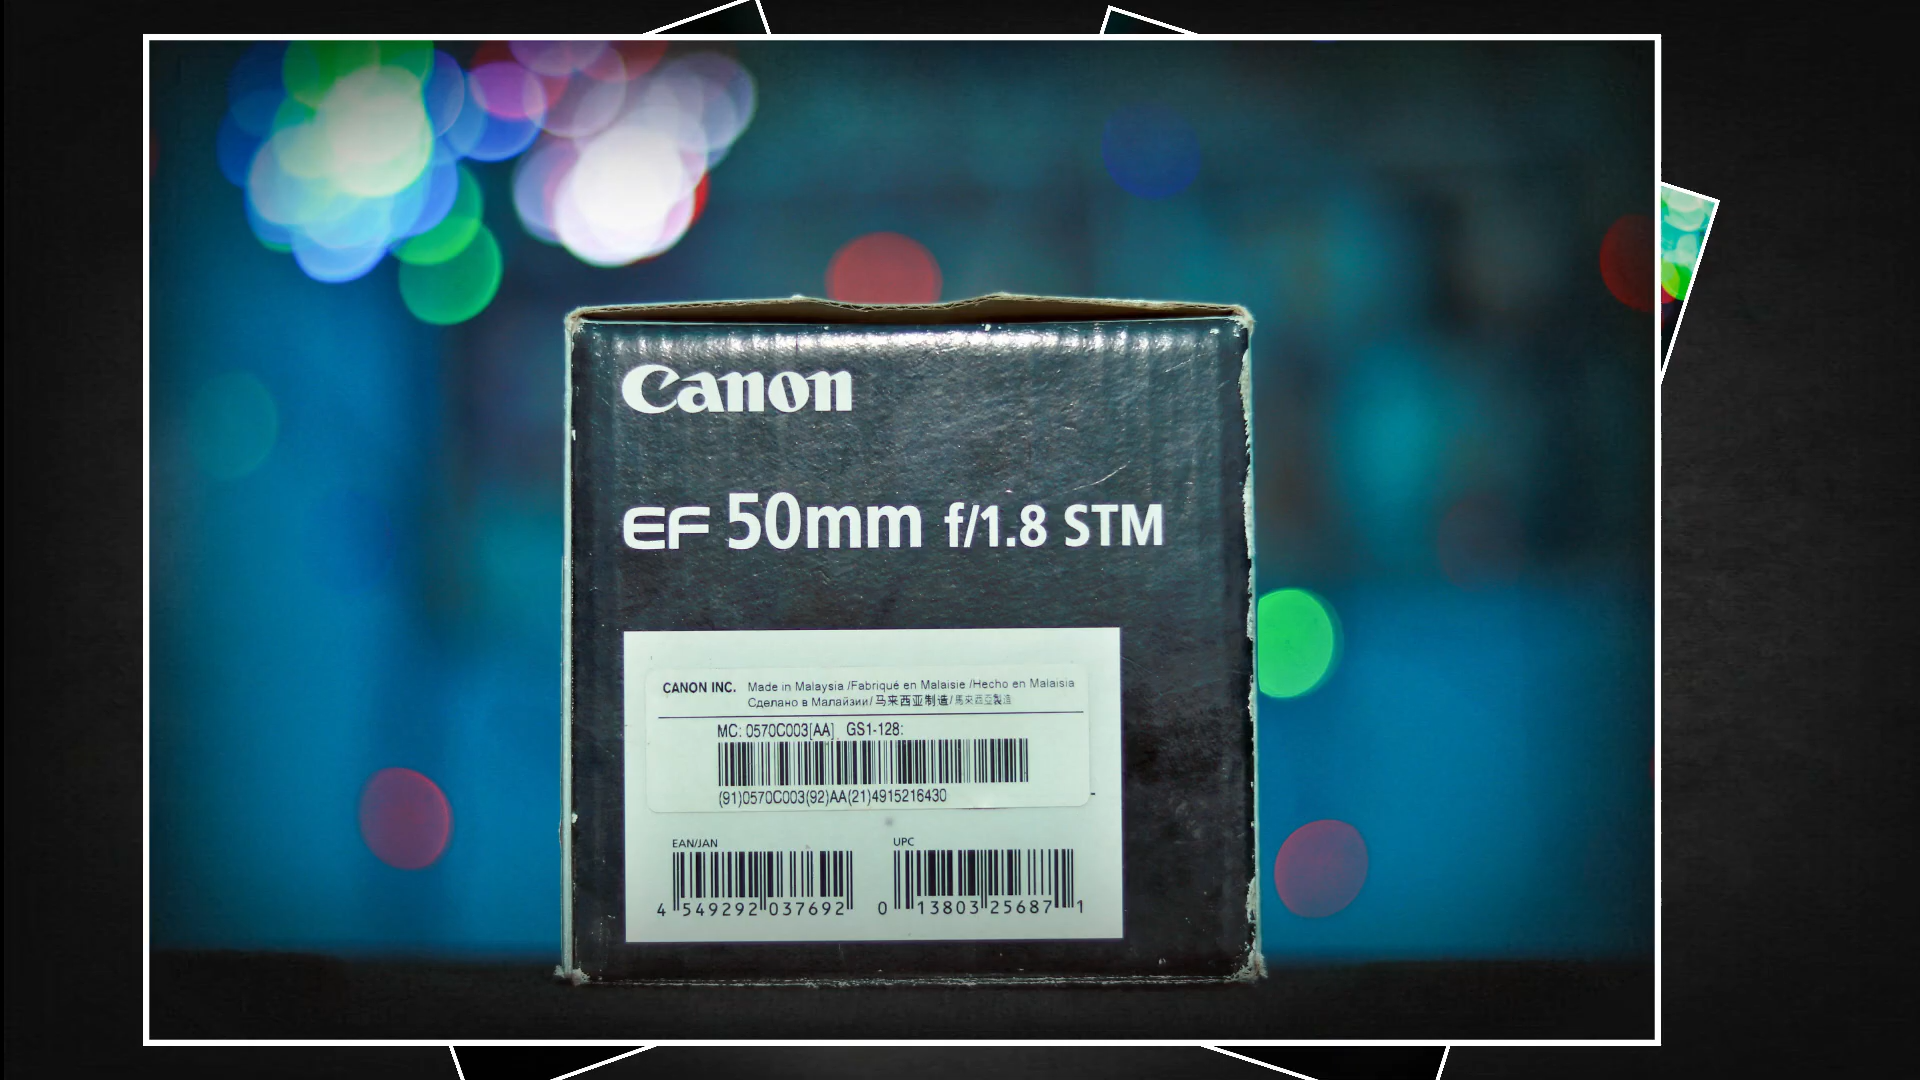 Canon
EF 50mm f/1.8 STM
CANON INC. Made in Malaysia /Fabriqué en Malaisie /Hecho en Malaisia
Сделано в Малайзии/马来西亚制造/馬來西亞製造
MC: 0570C003[AA] GS1-128:
(91)0570C003(92)AA(21)4915216430
EAN/JAN UPC
4 549292 037692 0 13803 25687 1